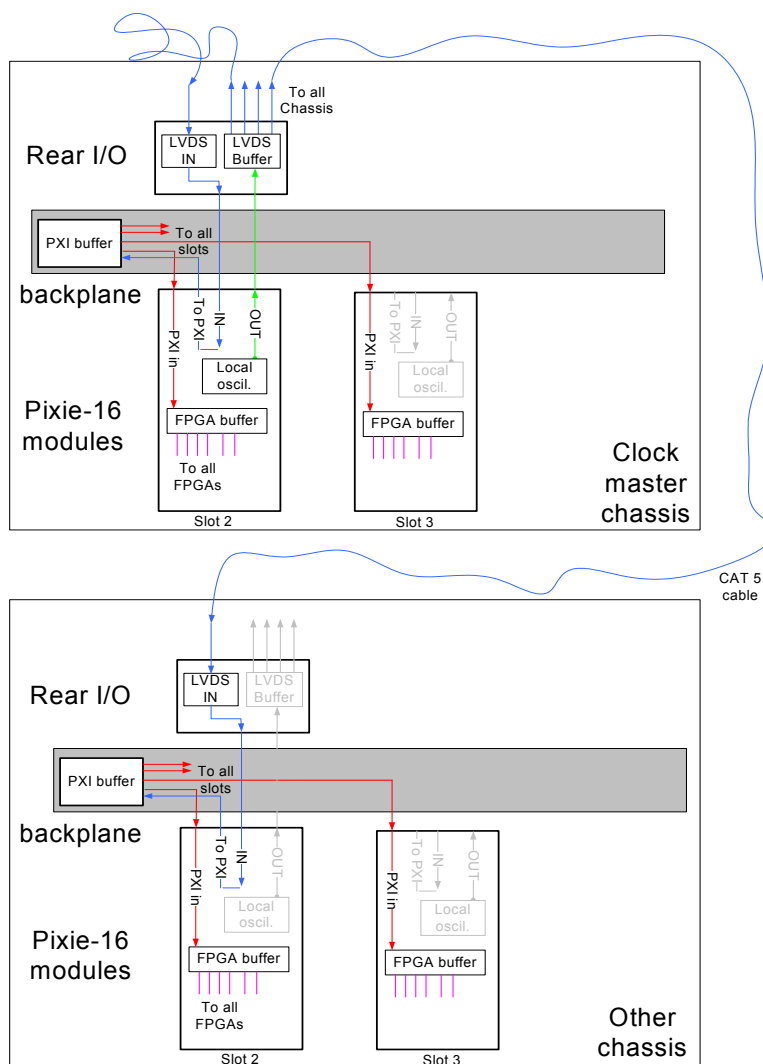 To all
Chassis
Rear I/O
LVDS
IN
LVDS
Buffer
PXI buffer
To all
slots
backplane
To PXI
IN
OUT
To PXI
IN
OUT
PXI in
PXI in
Local
oscil.
Local
oscil.
Pixie-16
modules
FPGA buffer
FPGA buffer
To all
FPGAs
Clock
master
chassis
Slot 2
Slot 3
CAT 5
cable
Rear I/O
LVDS
IN
LVDS
Buffer
PXI buffer
To all
slots
backplane
To PXI
IN
OUT
To PXI
IN
OUT
PXI in
PXI in
Local
oscil.
Local
oscil.
Pixie-16
modules
FPGA buffer
FPGA buffer
To all
FPGAs
Other
chassis
Slot 2
Slot 3